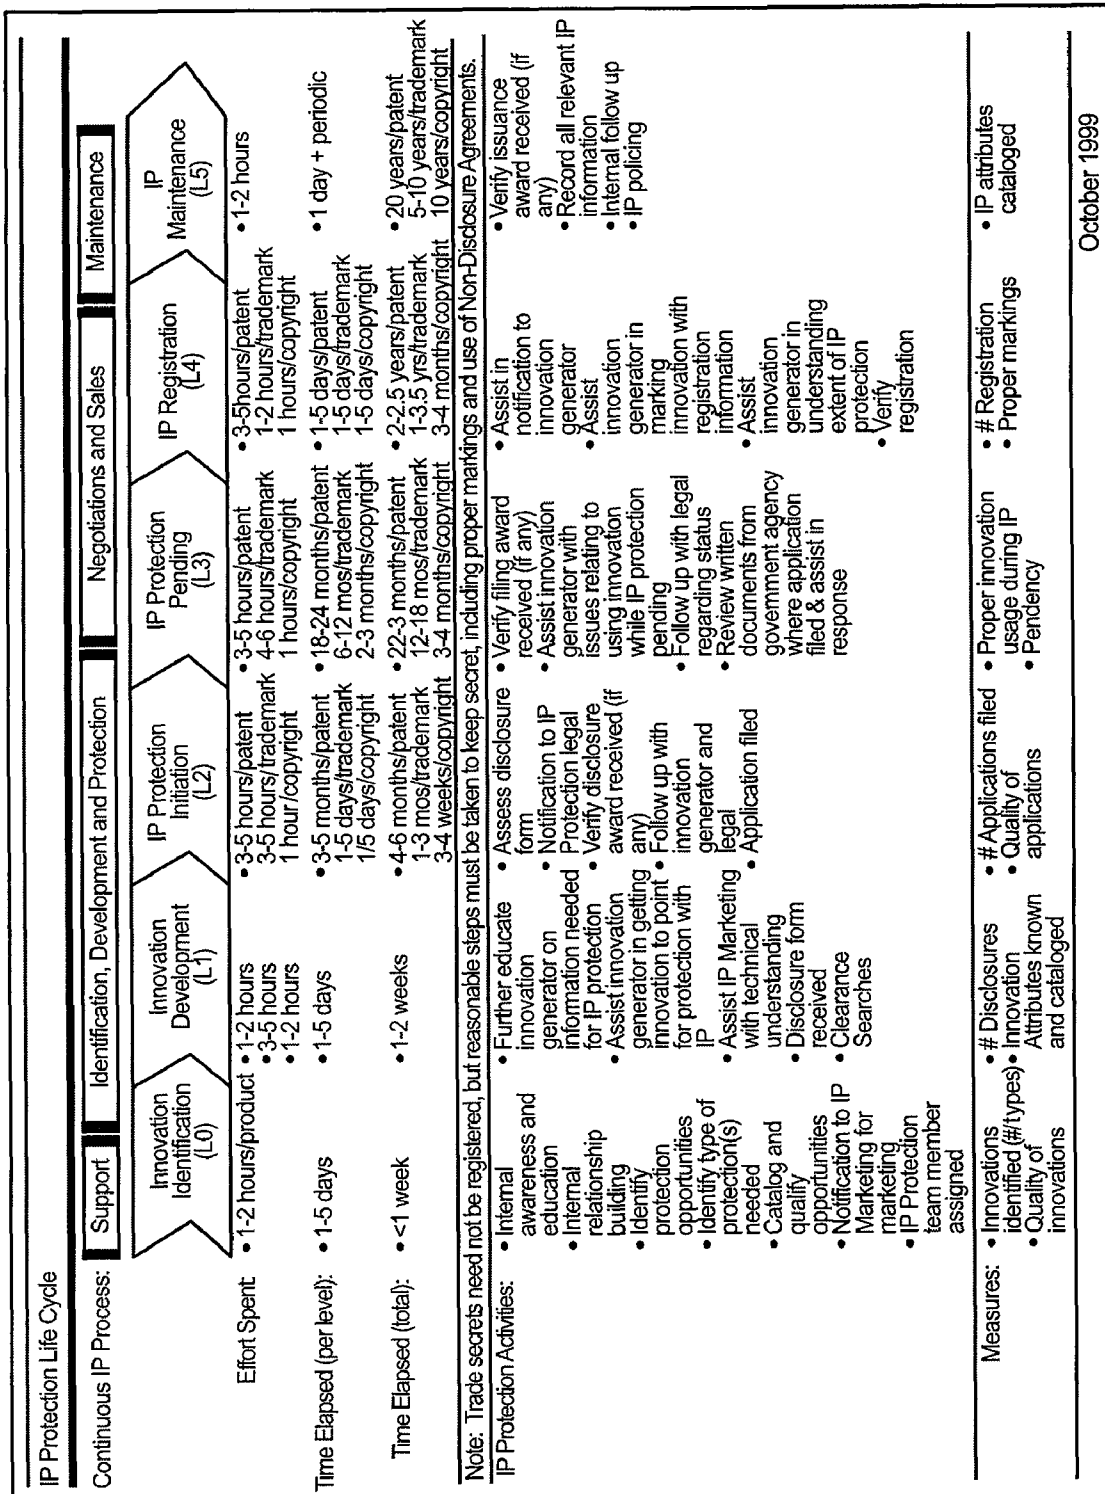 IP Protection Life Cycle
Continuous IP Process:
Support
Identification, Development and Protection
Negotiations and Sales
Maintenance
Innovation
Identification
(L0)
Innovation
Development
(L1)
IP Protection
Initiation
(L2)
IP Protection
Pending
(L3)
IP Registration
(L4)
IP
Maintenance
(L5)
Effort Spent:
• 1-2 hours/product
• 1-2 hours
• 3-5 hours
• 1-2 hours
• 3-5 hours/patent
3-5 hours/trademark
1 hour/copyright
• 3-5 hours/patent
4-6 hours/trademark
1 hours/copyright
• 3-5hours/patent
1-2 hours/trademark
1 hours/copyright
• 1-2 hours
Time Elapsed (per level):
• 1-5 days
• 1-5 days
• 3-5 months/patent
1-5 days/trademark
1/5 days/copyright
• 18-24 months/patent
6-12 mos/trademark
2-3 months/copyright
• 1-5 days/patent
1-5 days/trademark
1-5 days/copyright
• 1 day + periodic
Time Elapsed (total):
• <1 week
• 1-2 weeks
• 4-6 months/patent
1-3 mos/trademark
3-4 weeks/copyright
• 22-3 months/patent
12-18 mos/trademark
3-4 months/copyright
• 2-2.5 years/patent
1-3.5 yrs/trademark
3-4 months/copyright
• 20 years/patent
5-10 years/trademark
10 years/copyright
Note: Trade secrets need not be registered, but reasonable steps must be taken to keep secret, including proper markings and use of Non-Disclosure Agreements.
IP Protection Activities:
• Internal
awareness and
education
• Internal
relationship
building
• Identify
protection
opportunities
• Identify type of
protection(s)
needed
• Catalog and
qualify
opportunities
• Notification to IP
Marketing for
marketing
• IP Protection
team member
assigned
• Further educate
innovation
generator on
information needed
for IP protection
• Assist innovation
generator in getting
innovation to point
for protection with
IP
• Assist IP Marketing
with technical
understanding
• Disclosure form
received
• Clearance
Searches
• Assess disclosure
form
• Notification to IP
Protection legal
• Verify disclosure
award received (if
any)
• Follow up with
innovation
generator and
legal
• Application filed
• Verify filing award
received (if any)
• Assist innovation
generator with
issues relating to
using innovation
while IP protection
pending
• Follow up with legal
regarding status
• Review written
documents from
government agency
where application
filed & assist in
response
• Assist in
notification to
innovation
generator
• Assist
innovation
generator in
marking
innovation with
registration
information
• Assist
innovation
generator in
understanding
extent of IP
protection
• Verify
registration
• Verify issuance
award received (if
any)
• Record all relevant IP
information
• Internal follow up
• IP policing
Measures:
• Innovations
identified (#/types)
• Quality of
innovations
• # Disclosures
• Innovation
Attributes known
and cataloged
• # Applications filed
• Quality of
applications
• Proper innovation
usage during IP
• Pendency
• # Registration
• Proper markings
• IP attributes
cataloged
October 1999